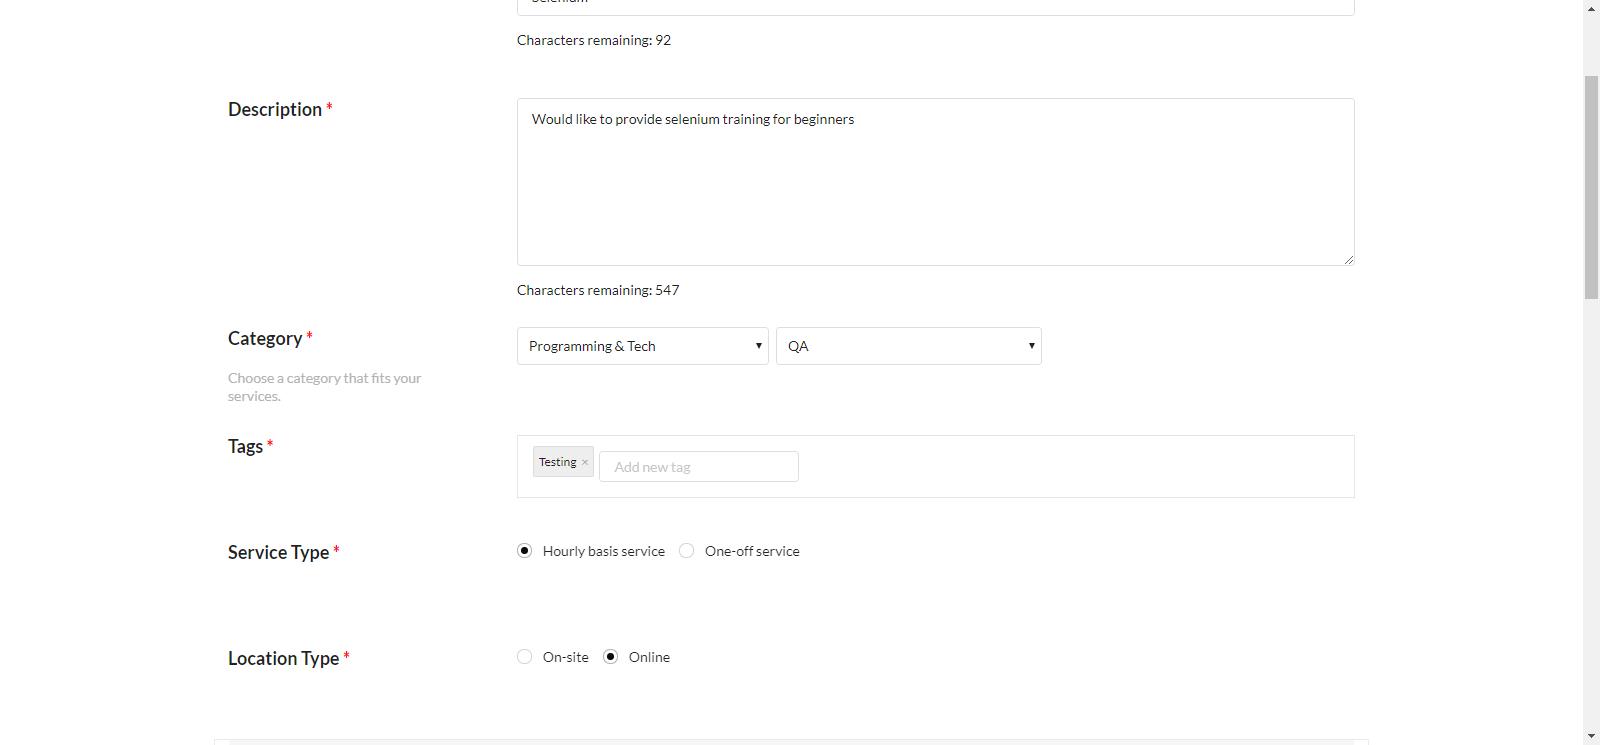 Selenium
Characters remaining: 92
Description *
Would like to provide selenium training for beginners
Characters remaining: 547
Category *
Programming & Tech
QA
Choose a category that fits your
services.
Tags *
Testing ×
Add new tag
Service Type *
Hourly basis service
One-off service
Location Type *
On-site
Online